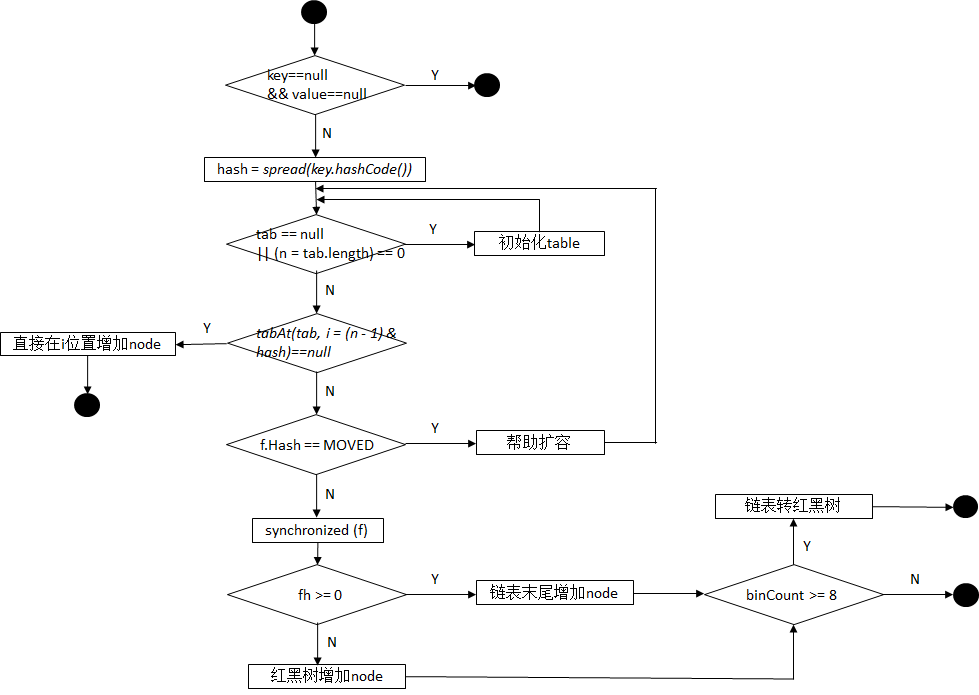 key==null
&& value==null
Y
N
hash = spread(key.hashCode())
tab == null
|| (n = tab.length) == 0
Y
初始化table
N
tabAt(tab, i = (n - 1) &
hash)==null
Y
直接在i位置增加node
N
f.Hash == MOVED
Y
帮助扩容
N
synchronized (f)
fh >= 0
Y
链表末尾增加node
binCount >= 8
Y
链表转红黑树
N
N
红黑树增加node